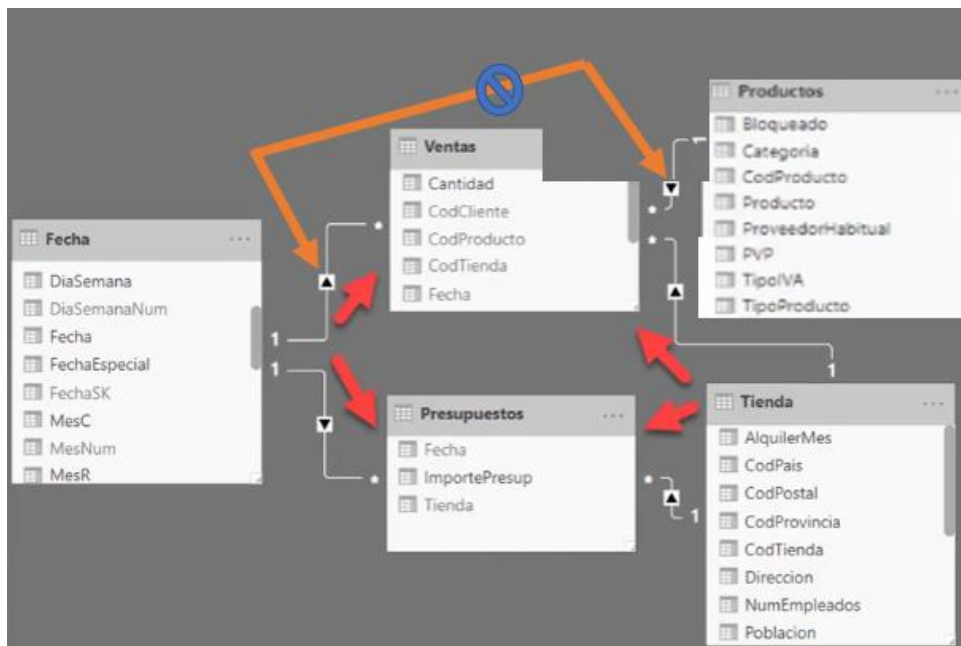 Fecha
DiaSemana
DiaSemanaNum
Fecha
FechaEspecial
FechaSK
MesC
MesNum
MesR
1
1
Ventas
Cantidad
CodCliente
CodProducto
CodTienda
Fecha
Presupuestos
Fecha
ImportePresup
Tienda
Productos
Bloqueado
Categoria
CodProducto
Producto
ProveedorHabitual
PVP
TipoIVA
TipoProducto
1
1
1
Tienda
AlquilerMes
CodPais
CodPostal
CodProvincia
CodTienda
Direccion
NumEmpleados
Poblacion